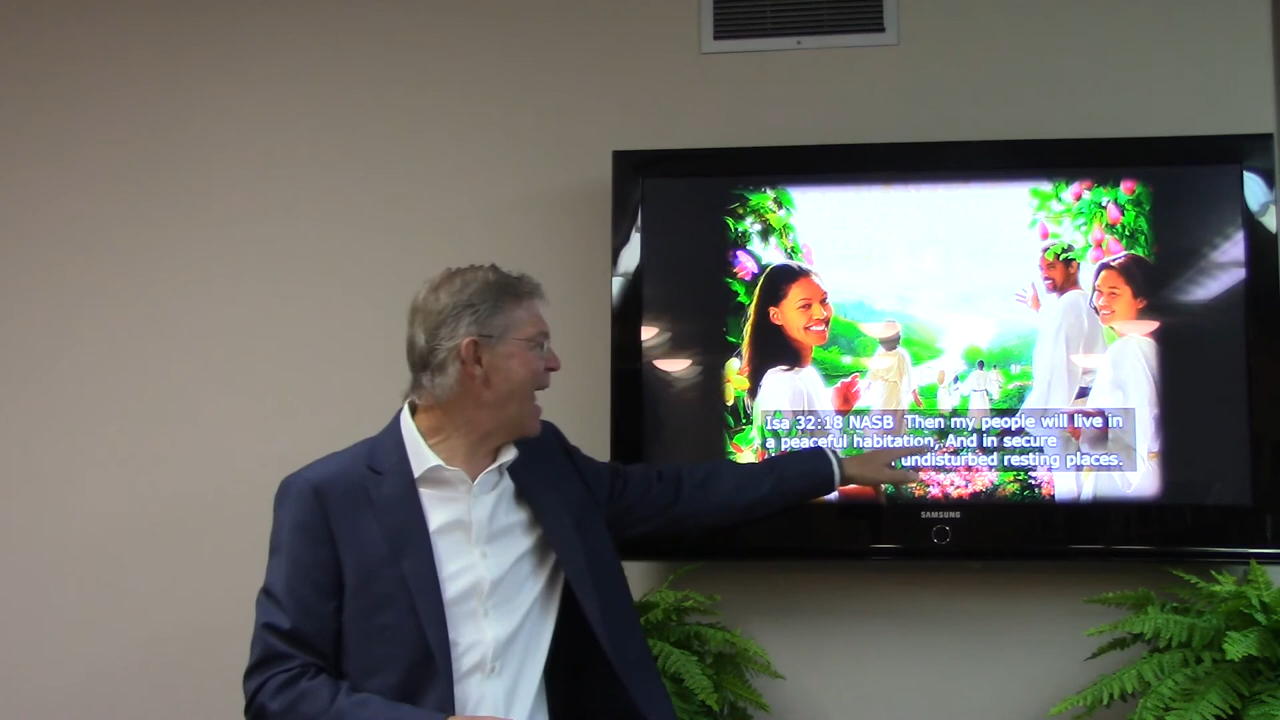 Isa 32:18 NASB Then my people will live in
a peaceful habitation, And in secure
undisturbed resting places.
SAMSUNG